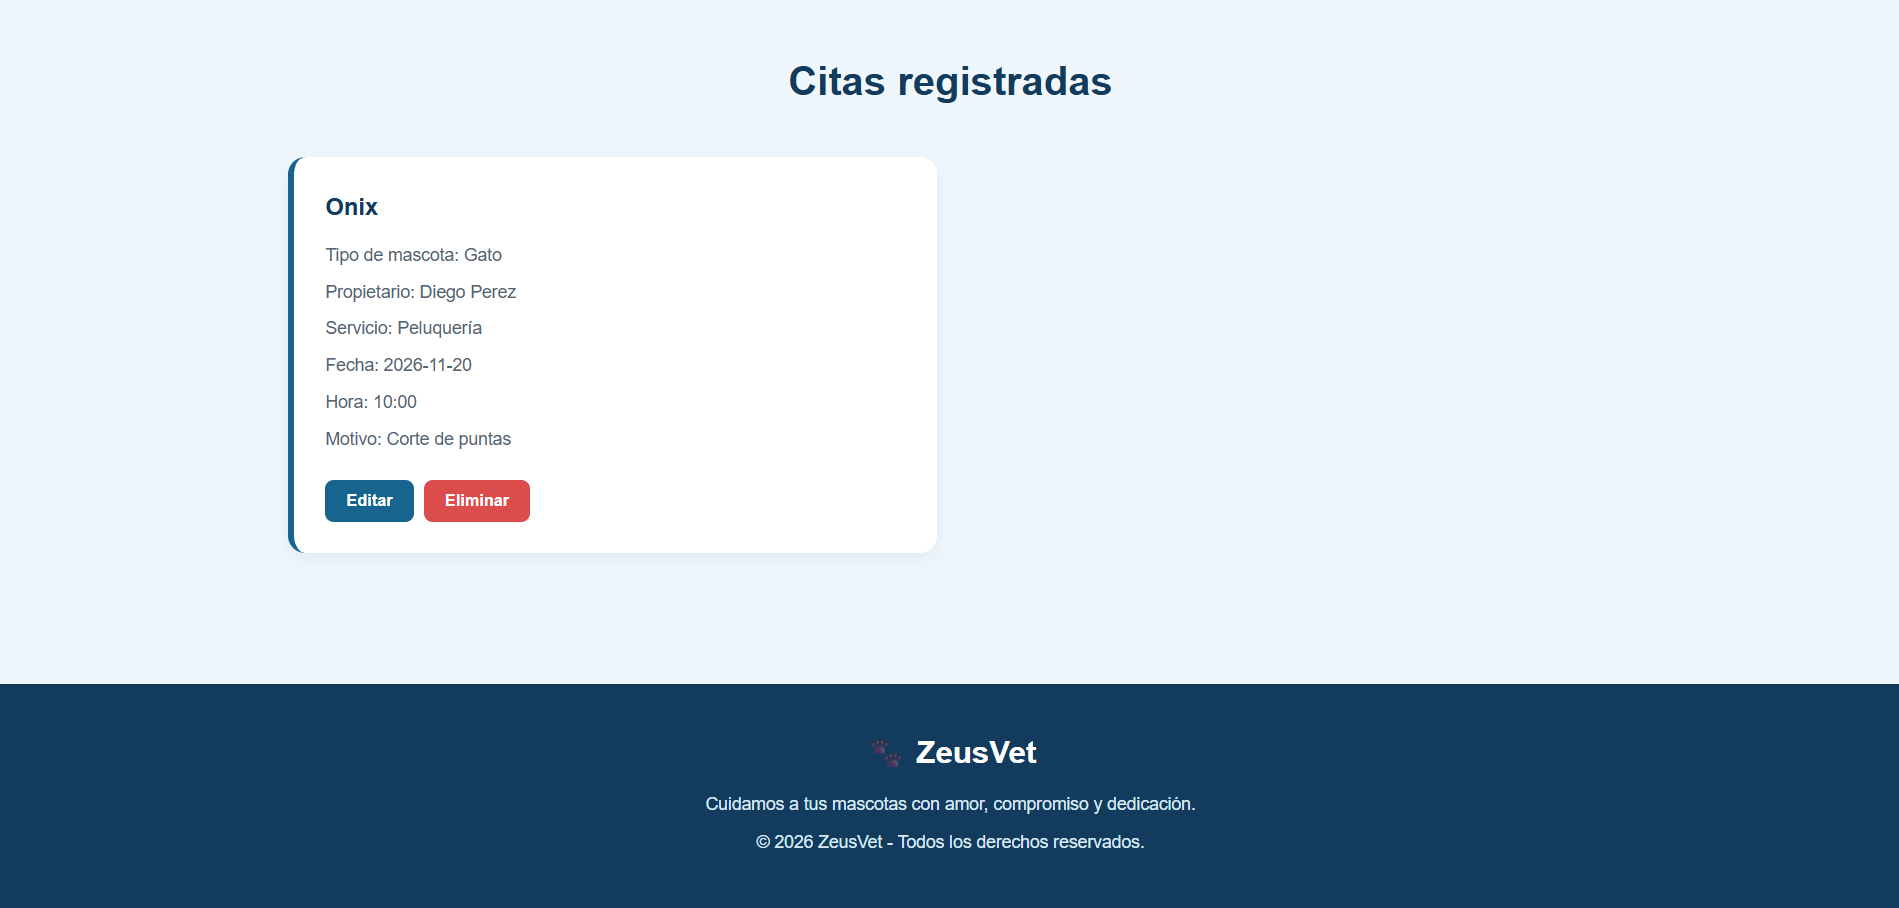 Citas registradas
Onix
Tipo de mascota: Gato
Propietario: Diego Perez
Servicio: Peluquería
Fecha: 2026-11-20
Hora: 10:00
Motivo: Corte de puntas
Editar Eliminar
ZeusVet
Cuidamos a tus mascotas con amor, compromiso y dedicación.
© 2026 ZeusVet - Todos los derechos reservados.